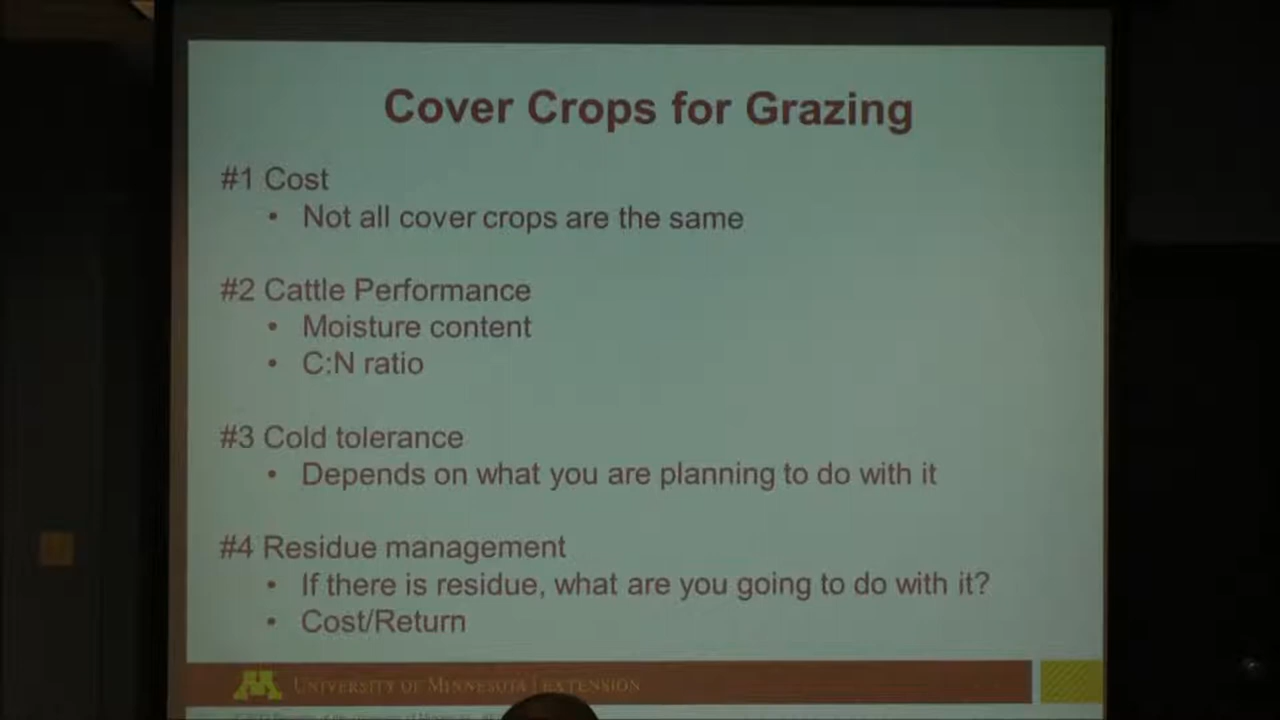 Cover Crops for Grazing
#1 Cost
• Not all cover crops are the same
#2 Cattle Performance
• Moisture content
• C:N ratio
#3 Cold tolerance
• Depends on what you are planning to do with it
#4 Residue management
• If there is residue, what are you going to do with it?
• Cost/Return
M UNIVERSITY OF MINNESOTA | EXTENSION